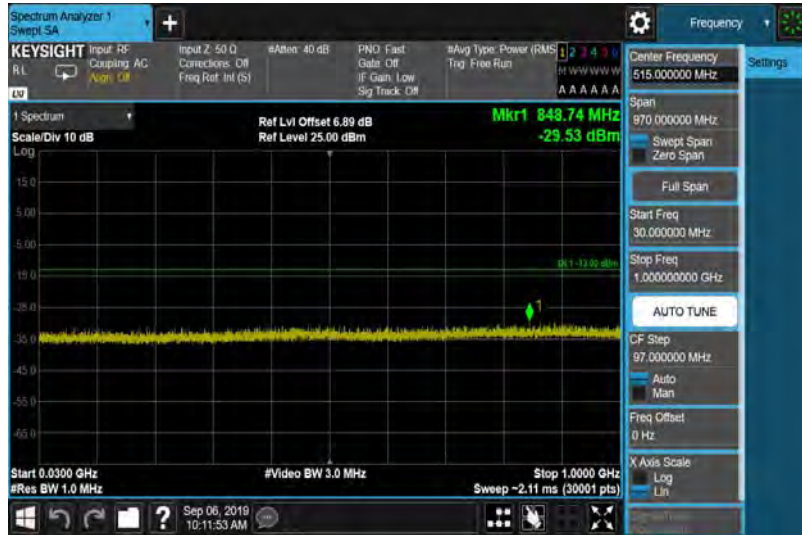 Spectrum Analyzer 1
Swept SA
Frequency
KEYSIGHT Input: RF
RL
Coupling: AC
Align: Off
Input Z: 50 Ω
Corrections: Off
Freq Ref: Int (S)
#Atten: 40 dB
PNO: Fast
Gate: Off
IF Gain: Low
Sig Track: Off
#Avg Type: Power (RMS
Trig: Free Run
1 2 3 4 5 6
M W W W W W
A A A A A A
LXI
Settings
1 Spectrum
Scale/Div 10 dB
Log
Ref Lvl Offset 6.89 dB
Ref Level 25.00 dBm
Mkr1 848.74 MHz
-29.53 dBm
15.0
5.00
-5.00
-15.0
-25.0
-35.0
-45.0
-55.0
-65.0
DL1 -13.00 dBm
1
Start 0.0300 GHz
#Res BW 1.0 MHz
#Video BW 3.0 MHz
Stop 1.0000 GHz
Sweep ~2.11 ms (30001 pts)
Center Frequency
515.000000 MHz
Span
970.000000 MHz
Swept Span
Zero Span
Full Span
Start Freq
30.000000 MHz
Stop Freq
1.000000000 GHz
AUTO TUNE
CF Step
97.000000 MHz
Auto
Man
Freq Offset
0 Hz
X Axis Scale
Log
Lin
?
Sep 06, 2019
10:11:53 AM